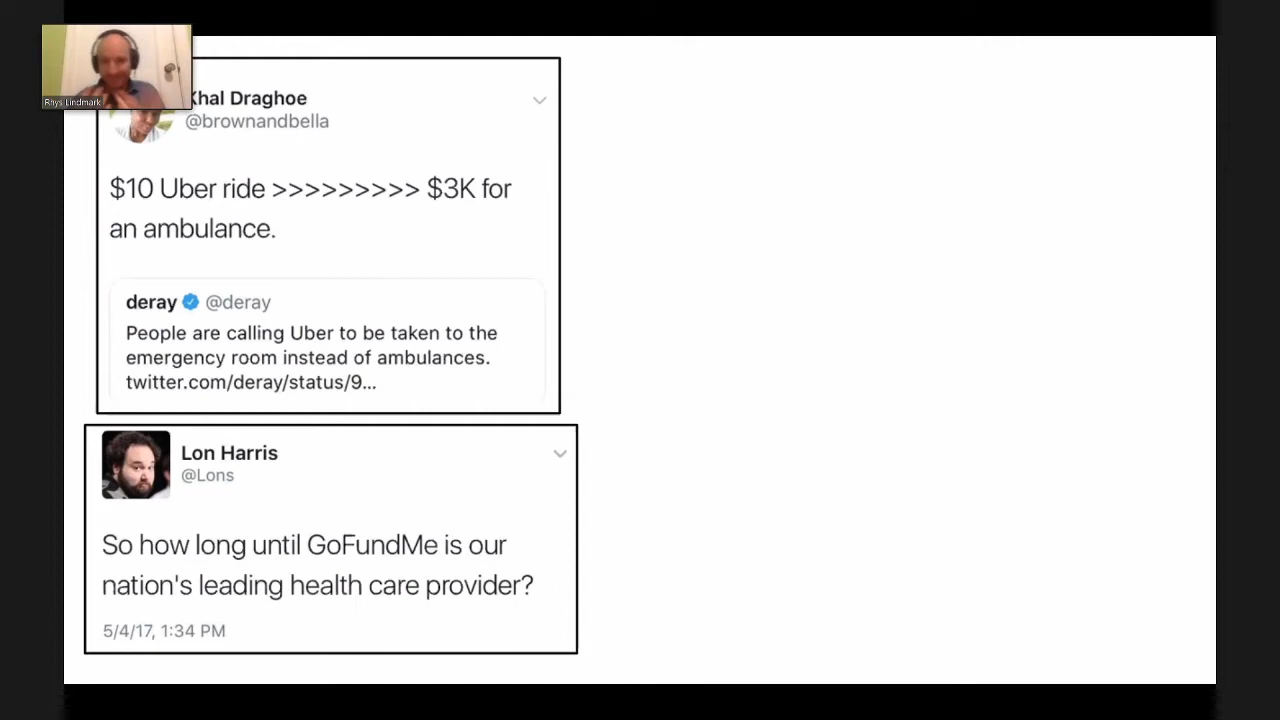 Rhys Lindmark
Khal Draghoe
@brownandbella
$10 Uber ride >>>>>>>>> $3K for
an ambulance.
deray @deray
People are calling Uber to be taken to the
emergency room instead of ambulances.
twitter.com/deray/status/9...
Lon Harris
@Lons
So how long until GoFundMe is our
nation's leading health care provider?
5/4/17, 1:34 PM